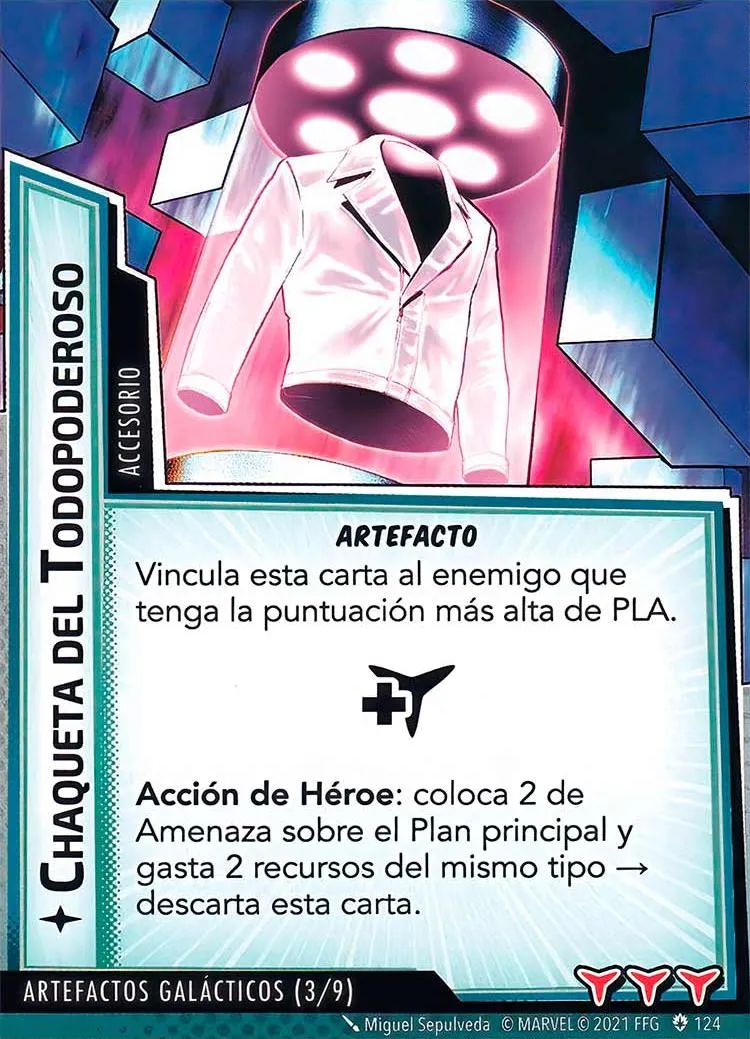 CHAQUETA DEL TODOPODEROSO
ACCESORIO
ARTEFACTO
Vincula esta carta al enemigo que
tenga la puntuación más alta de PLA.
Acción de Héroe: coloca 2 de
Amenaza sobre el Plan principal y
gasta 2 recursos del mismo tipo →
descarta esta carta.
ARTEFACTOS GALÁCTICOS (3/9)
Miguel Sepulveda © MARVEL © 2021 FFG 124